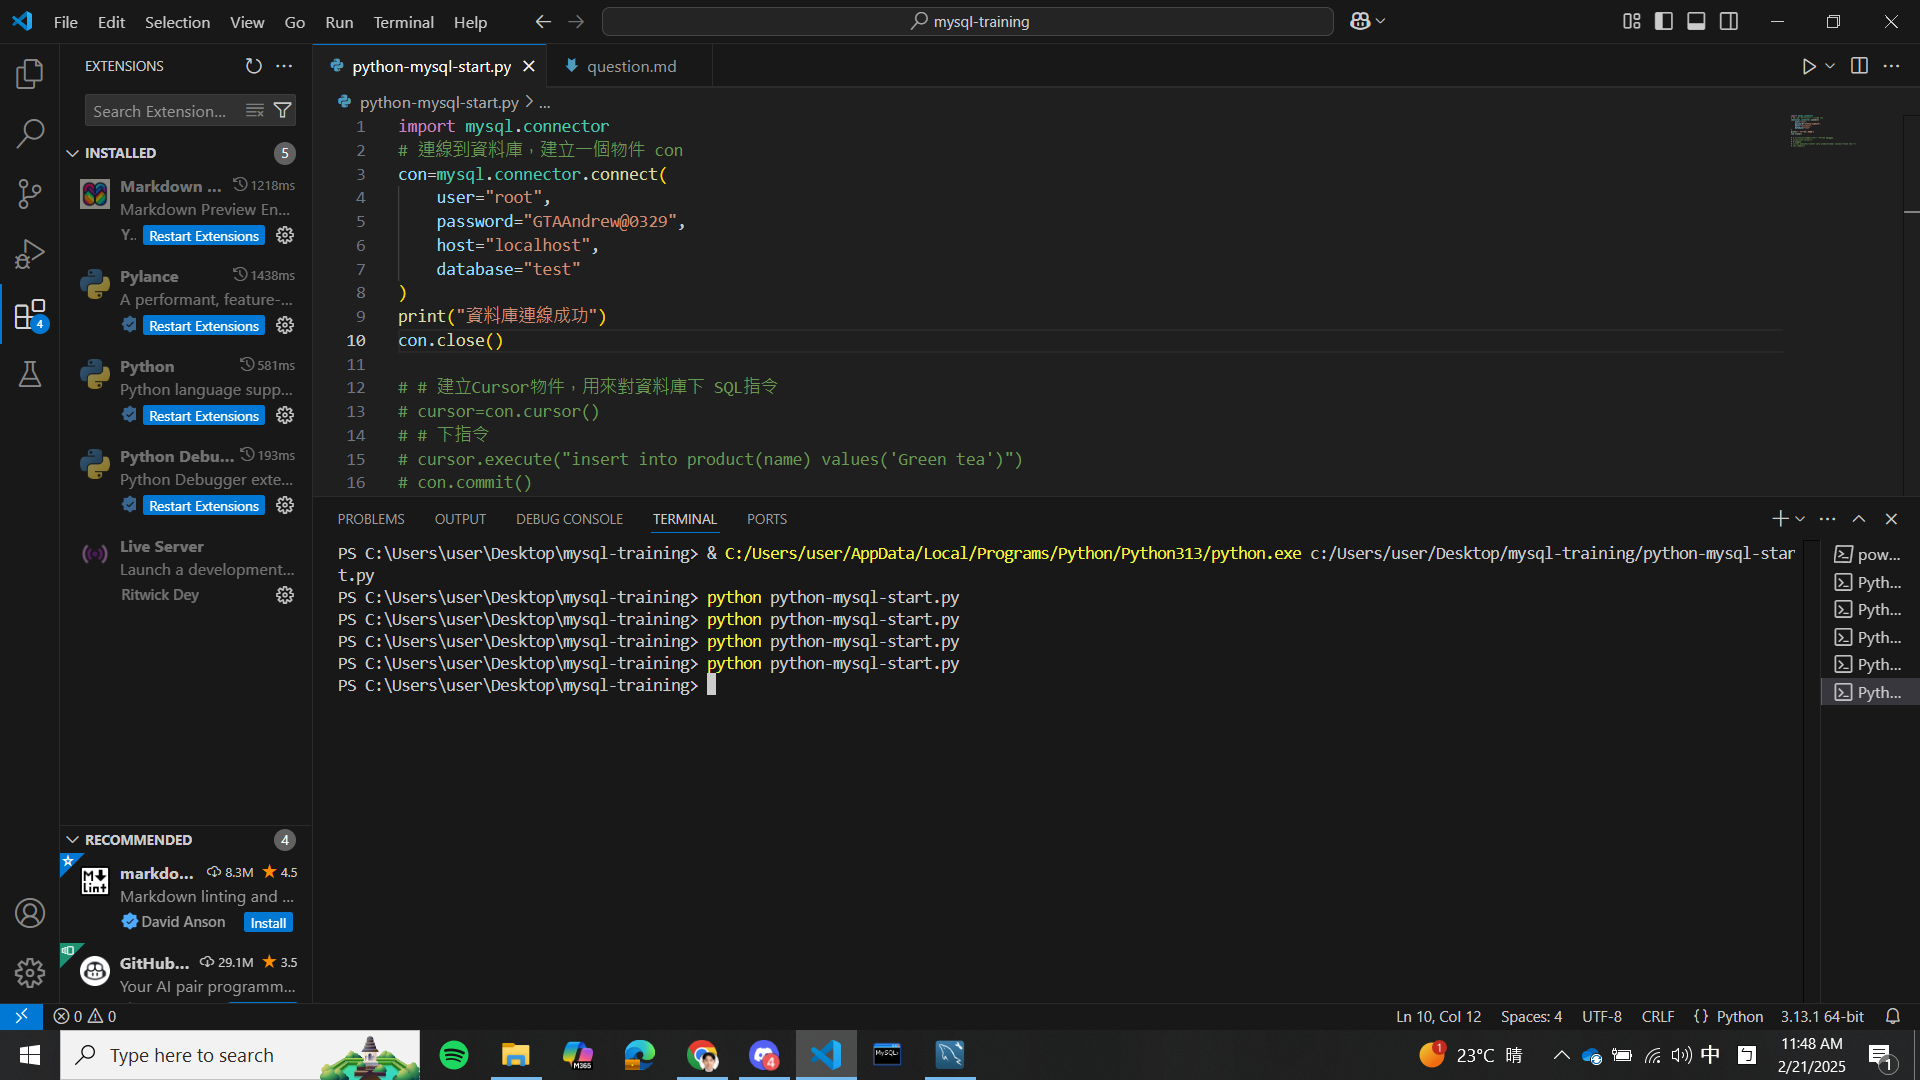 File Edit Selection View Go Run Terminal Help
mysql-training
EXTENSIONS
Search Extension...
INSTALLED 5
Markdown ... 1218ms
Markdown Preview En...
Y.. Restart Extensions
Pylance 1438ms
A performant, feature-...
Restart Extensions
Python 581ms
Python language supp...
Restart Extensions
Python Debu... 193ms
Python Debugger exte...
Restart Extensions
Live Server
Launch a development...
Ritwick Dey
RECOMMENDED 4
markdo... 8.3M 4.5
Markdown linting and ...
David Anson Install
GitHub... 29.1M 3.5
Your AI pair programm...
4
python-mysql-start.py question.md
python-mysql-start.py > ...
1 import mysql.connector
2 # 連線到資料庫，建立一個物件 con
3 con=mysql.connector.connect(
4 user="root",
5 password="GTAAndrew@0329",
6 host="localhost",
7 database="test"
8 )
9 print("資料庫連線成功")
10 con.close()
11
12 # # 建立Cursor物件，用來對資料庫下 SQL指令
13 # cursor=con.cursor()
14 # # 下指令
15 # cursor.execute("insert into product(name) values('Green tea')")
16 # con.commit()
PROBLEMS OUTPUT DEBUG CONSOLE TERMINAL PORTS
PS C:\Users\user\Desktop\mysql-training> & C:/Users/user/AppData/Local/Programs/Python/Python313/python.exe c:/Users/user/Desktop/mysql-training/python-mysql-star
t.py
PS C:\Users\user\Desktop\mysql-training> python python-mysql-start.py
PS C:\Users\user\Desktop\mysql-training> python python-mysql-start.py
PS C:\Users\user\Desktop\mysql-training> python python-mysql-start.py
PS C:\Users\user\Desktop\mysql-training> python python-mysql-start.py
PS C:\Users\user\Desktop\mysql-training>
pow...
Pyth...
Pyth...
Pyth...
Pyth...
Pyth...
0 0
Ln 10, Col 12 Spaces: 4 UTF-8 CRLF {} Python 3.13.1 64-bit
Type here to search
M365
4
MySQL
1
23°C 晴
中
11:48 AM
2/21/2025
1